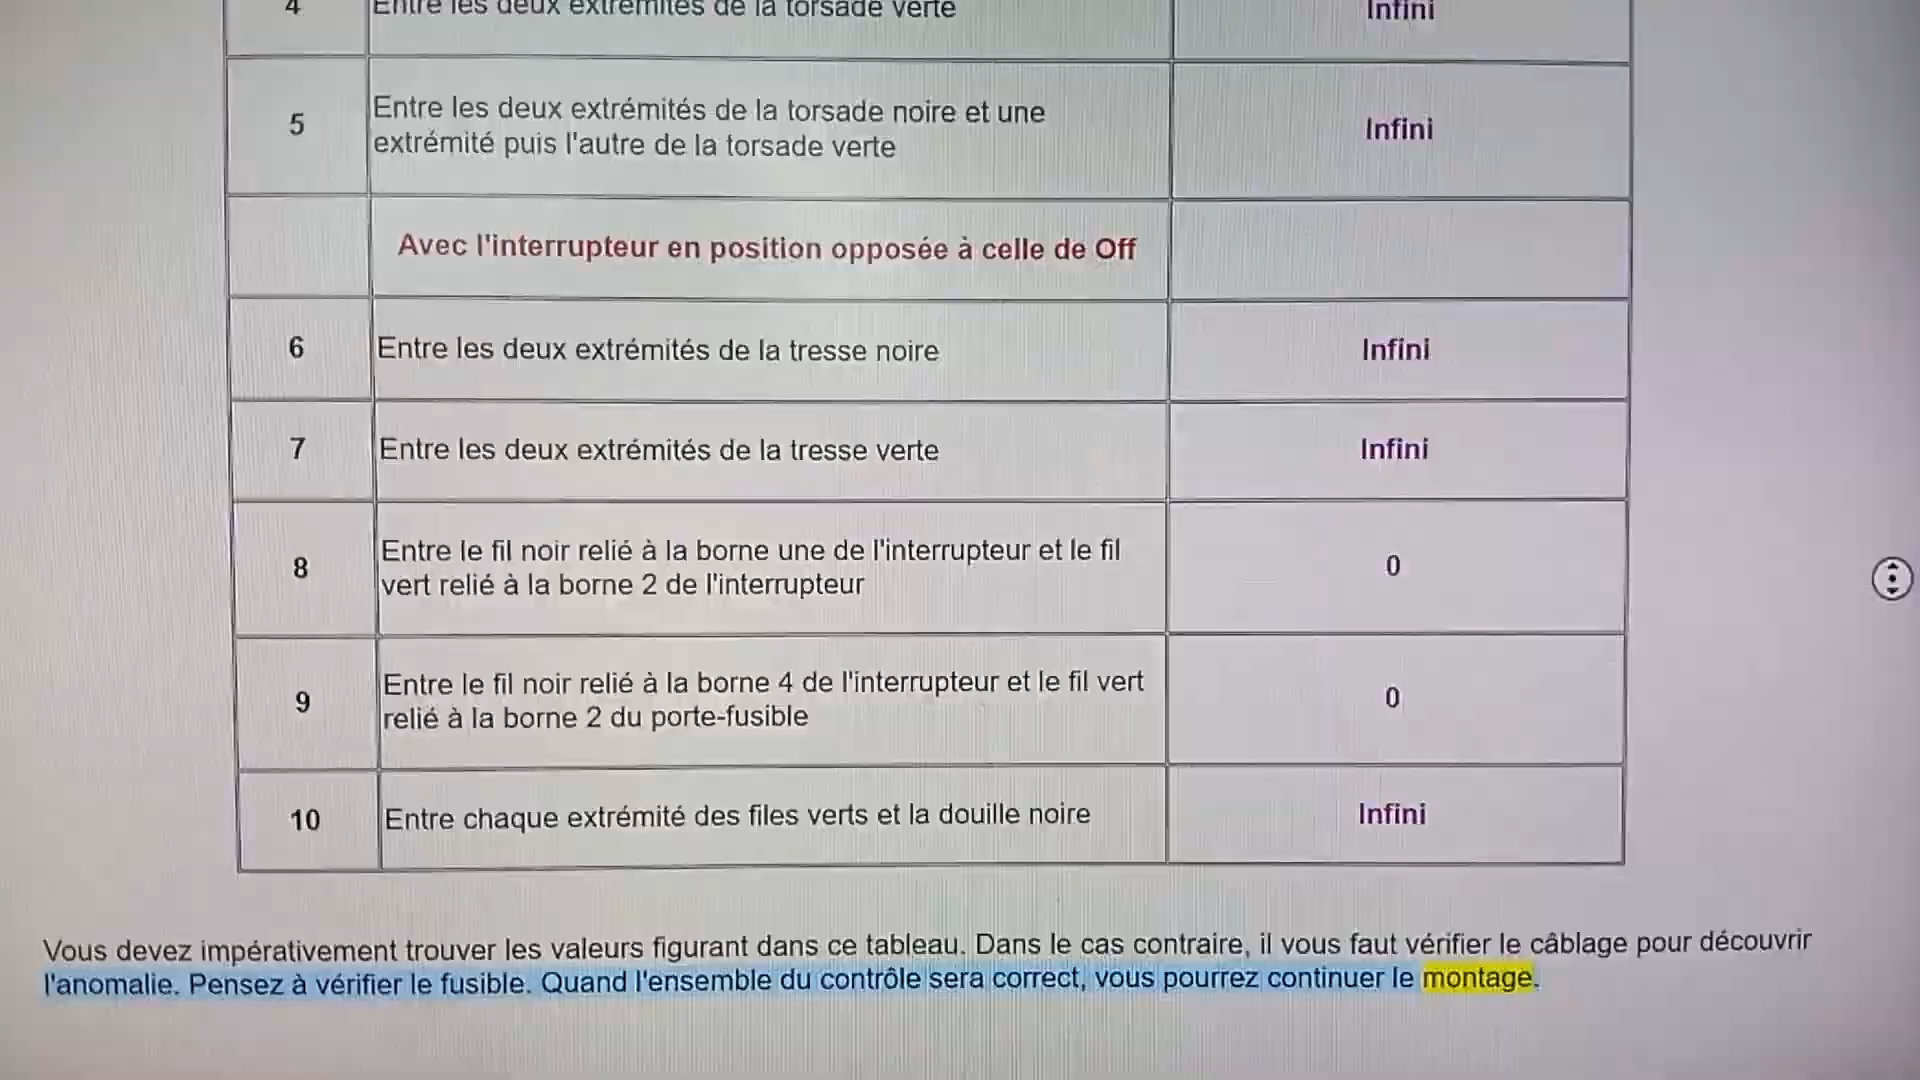 4 Entre les deux extrémités de la torsade verte Infini
5 Entre les deux extrémités de la torsade noire et une
extrémité puis l'autre de la torsade verte Infini
Avec l'interrupteur en position opposée à celle de Off
6 Entre les deux extrémités de la tresse noire Infini
7 Entre les deux extrémités de la tresse verte Infini
8 Entre le fil noir relié à la borne une de l'interrupteur et le fil
vert relié à la borne 2 de l'interrupteur 0
9 Entre le fil noir relié à la borne 4 de l'interrupteur et le fil vert
relié à la borne 2 du porte-fusible 0
10 Entre chaque extrémité des files verts et la douille noire Infini
Vous devez impérativement trouver les valeurs figurant dans ce tableau. Dans le cas contraire, il vous faut vérifier le câblage pour découvrir
l'anomalie. Pensez à vérifier le fusible. Quand l'ensemble du contrôle sera correct, vous pourrez continuer le montage.